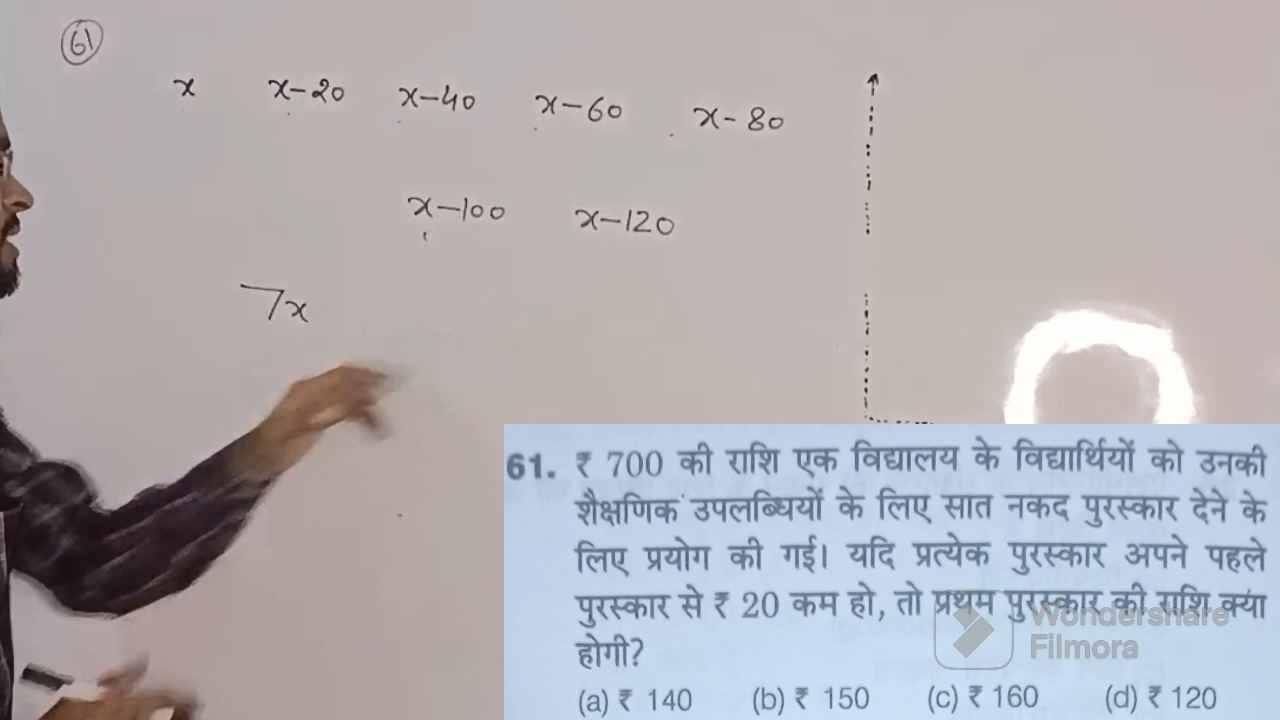 61
x x-20 x-40 x-60 x-80
x-100 x-120
7x
61. ₹ 700 की राशि एक विद्यालय के विद्यार्थियों को उनकी
शैक्षणिक उपलब्धियों के लिए सात नकद पुरस्कार देने के
लिए प्रयोग की गई। यदि प्रत्येक पुरस्कार अपने पहले
पुरस्कार से ₹ 20 कम हो, तो प्रथम पुरस्कार की राशि क्या
होगी?
(a) ₹ 140 (b) ₹ 150 (c) ₹ 160 (d) ₹ 120
Wondershare
Filmora